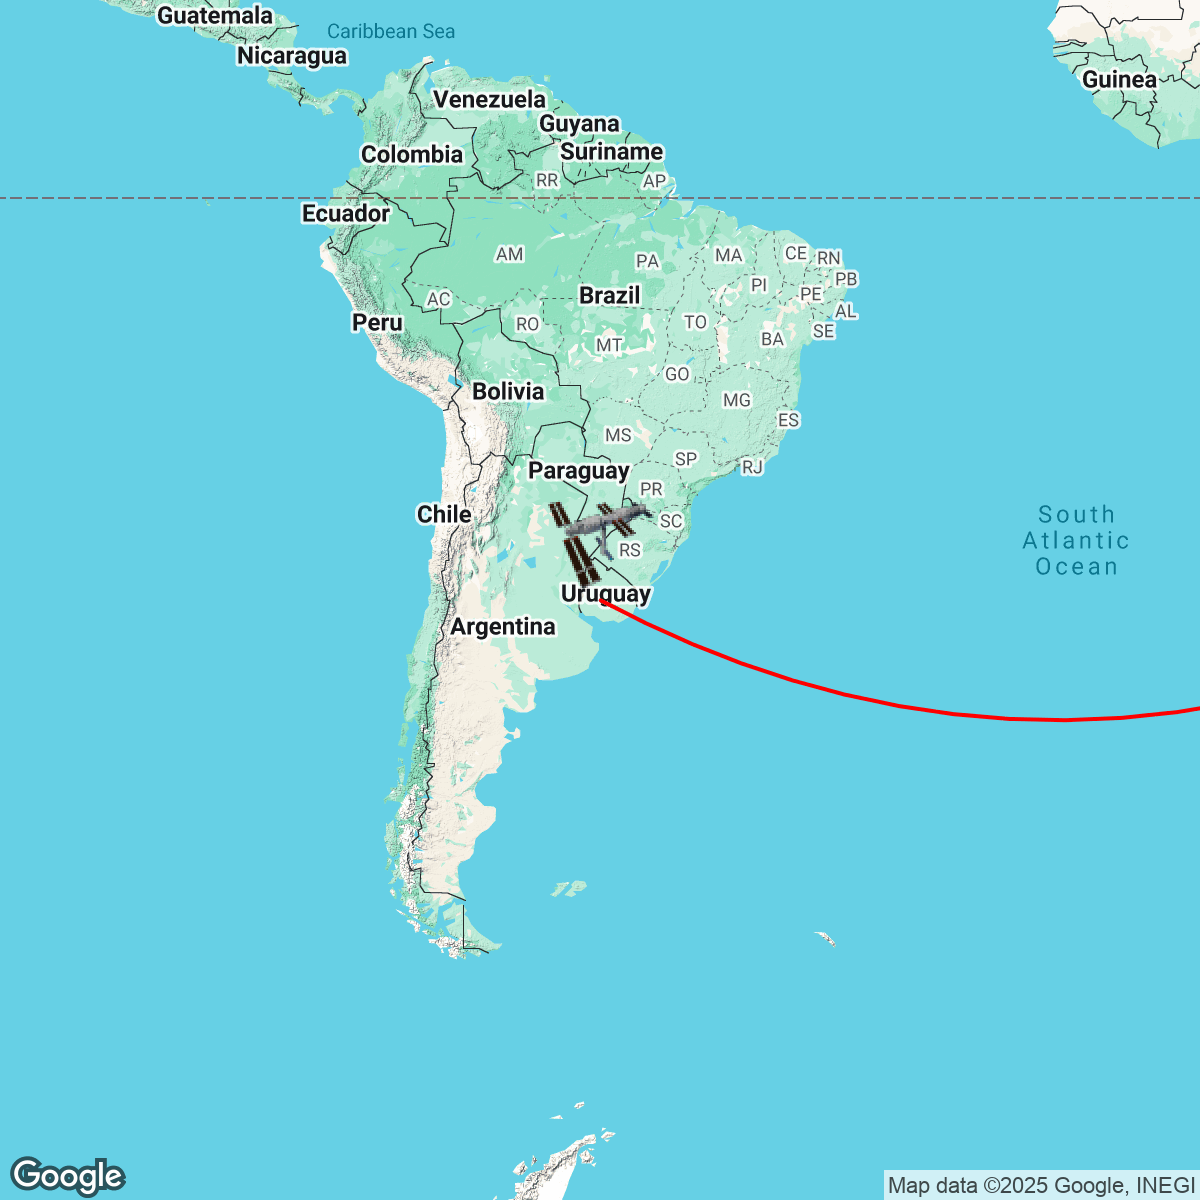 Guatemala
Caribbean Sea
Nicaragua
Guinea
Venezuela
Guyana
Suriname
Colombia
RR
AP
Ecuador
AM
PA
MA
CE
RN
PB
PI
PE
AL
SE
AC
Brazil
Peru
RO
TO
BA
MT
GO
Bolivia
MG
ES
MS
SP
RJ
Paraguay
PR
Chile
SC
RS
South
Atlantic
Ocean
Uruguay
Argentina
Google
Map data ©2025 Google, INEGI